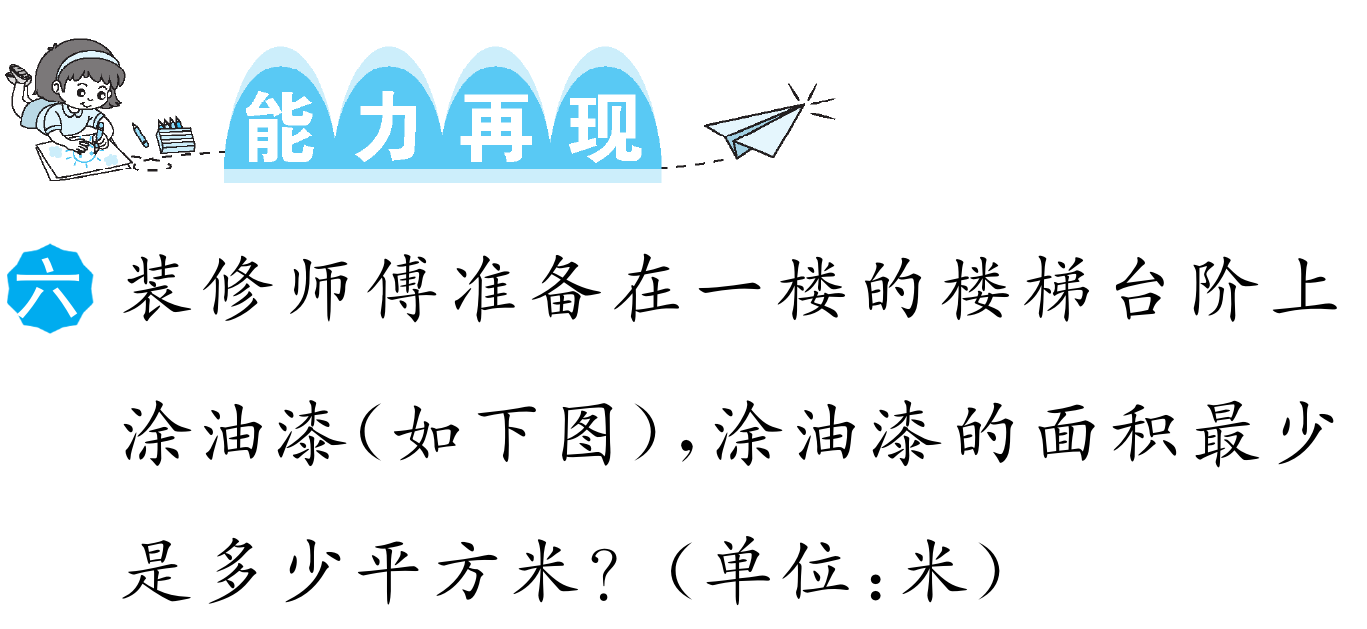 能力再现
六 装修师傅准备在一楼的楼梯台阶上
涂油漆(如下图),涂油漆的面积最少
是多少平方米?(单位:米)